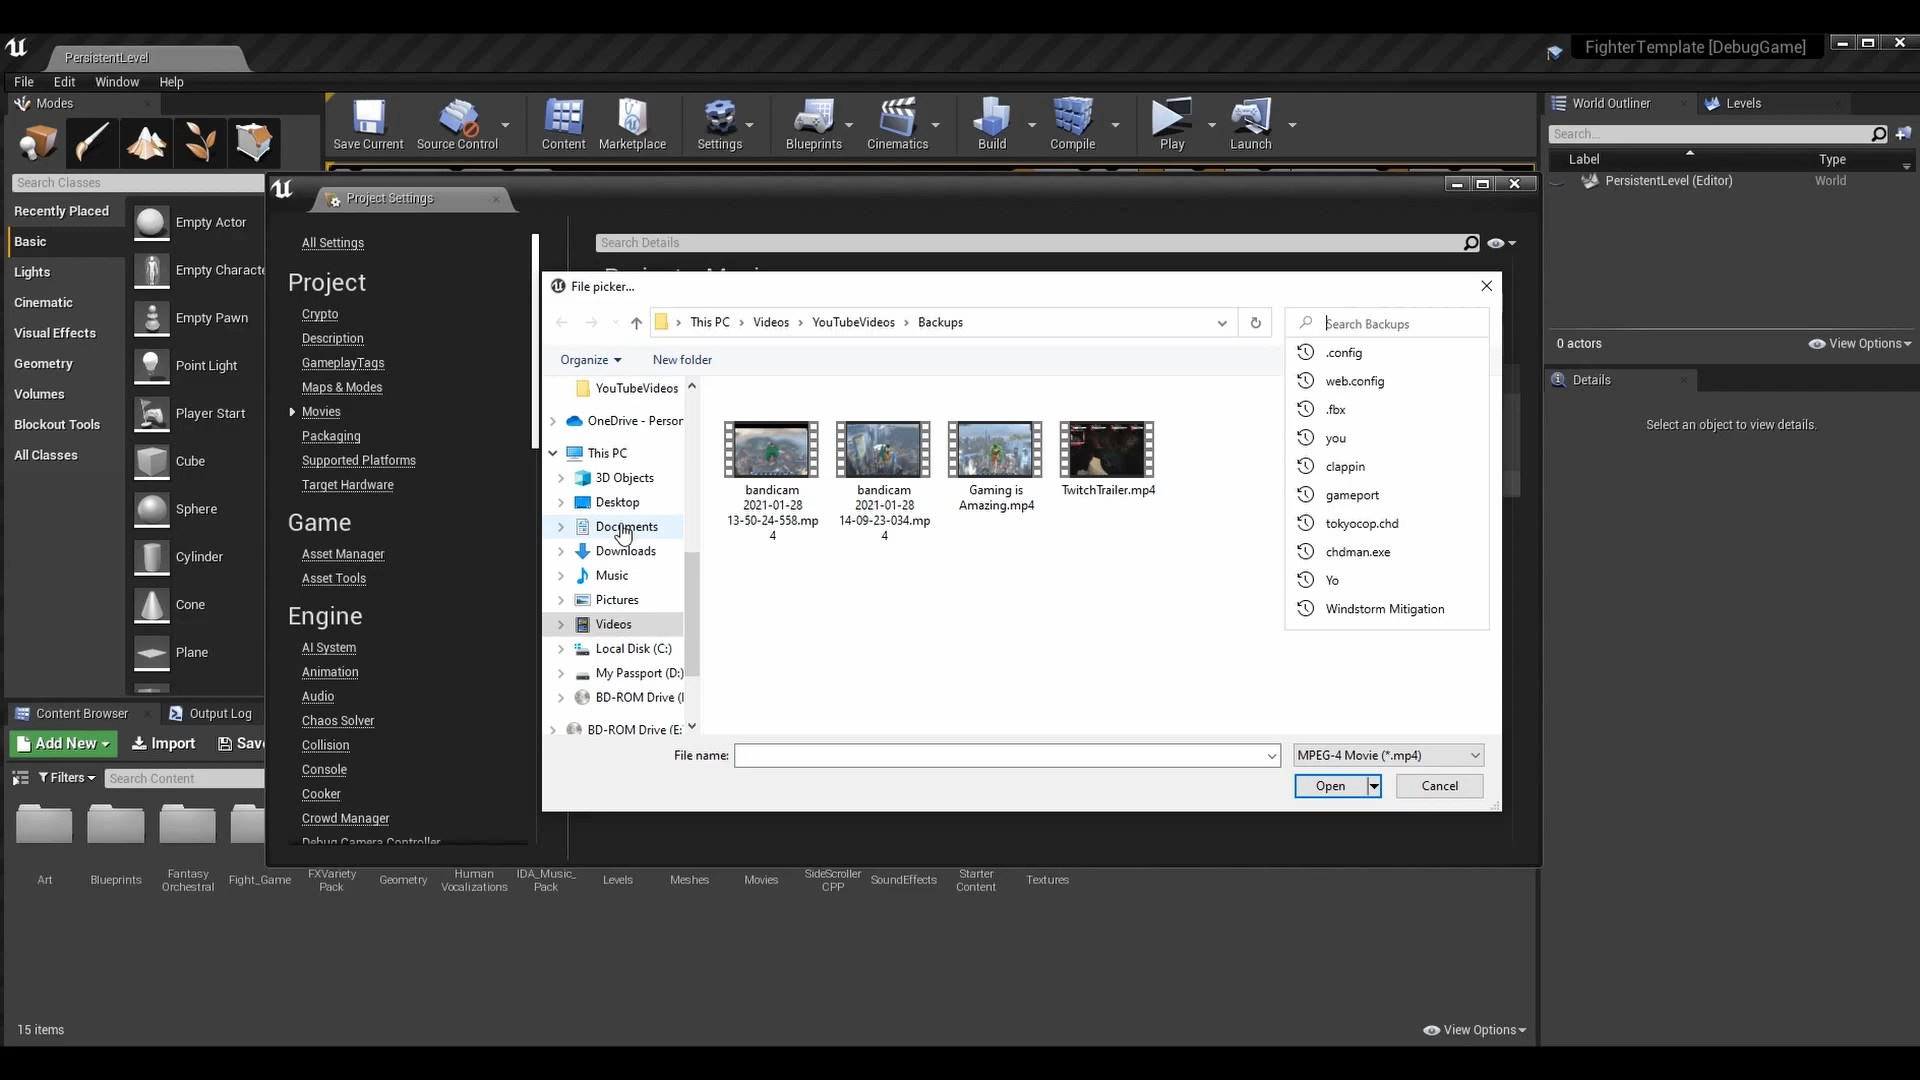 PersistentLevel
FighterTemplate [DebugGame]
File Edit Window Help
Modes
Save Current
Source Control
Content
Marketplace
Settings
Blueprints
Cinematics
Build
Compile
Play
Launch
World Outliner
Levels
Search...
Label
Type
PersistentLevel (Editor)
World
0 actors
View Options
Details
Select an object to view details.
Search Classes
Recently Placed
Basic
Lights
Cinematic
Visual Effects
Geometry
Volumes
Blockout Tools
All Classes
Empty Actor
Empty Characte
Empty Pawn
Point Light
Player Start
Cube
Sphere
Cylinder
Cone
Plane
Project Settings
All Settings
Project
Crypto
Description
GameplayTags
Maps & Modes
Movies
Packaging
Supported Platforms
Target Hardware
Game
Asset Manager
Asset Tools
Engine
AI System
Animation
Audio
Chaos Solver
Collision
Console
Cooker
Crowd Manager
Debug Camera Controller
Search Details
File picker...
This PC
Videos
YouTubeVideos
Backups
Search Backups
Organize
New folder
YouTubeVideos
OneDrive - Person
This PC
3D Objects
Desktop
Documents
Downloads
Music
Pictures
Videos
Local Disk (C:)
My Passport (D:)
BD-ROM Drive (
BD-ROM Drive (E:
bandicam
2021-01-28
13-50-24-558.mp
4
bandicam
2021-01-28
14-09-23-034.mp
4
Gaming is
Amazing.mp4
TwitchTrailer.mp4
.config
web.config
.fbx
you
clappin
gameport
tokyocop.chd
chdman.exe
Yo
Windstorm Mitigation
File name:
MPEG-4 Movie (*.mp4)
Open
Cancel
Content Browser
Output Log
Add New
Import
Save
Filters
Search Content
Art
Blueprints
Fantasy
Orchestral
Fight_Game
FXVariety
Pack
Geometry
Human
Vocalizations
IDA_Music_
Pack
Levels
Meshes
Movies
SideScroller
CPP
SoundEffects
Starter
Content
Textures
15 items
View Options